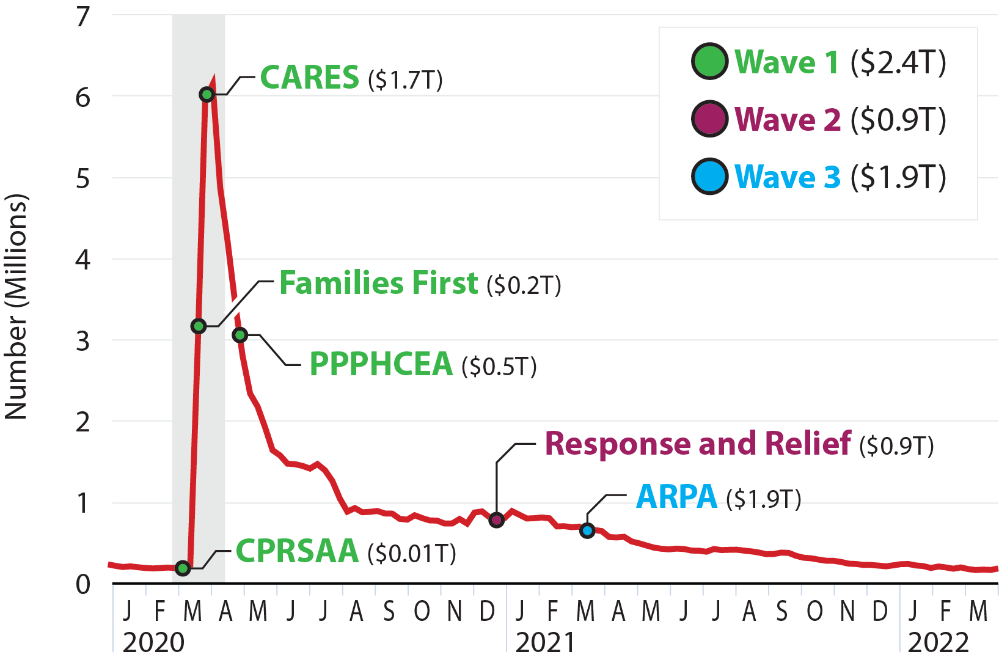 Number (Millions)
7
6
5
4
3
2
1
0
CARES ($1.7T)
Families First ($0.2T)
PPPHCEA ($0.5T)
CPRSAA ($0.01T)
Response and Relief ($0.9T)
ARPA ($1.9T)
Wave 1 ($2.4T)
Wave 2 ($0.9T)
Wave 3 ($1.9T)
J F M A M J J A S O N D J F M A M J J A S O N D J F M
2020 2021 2022